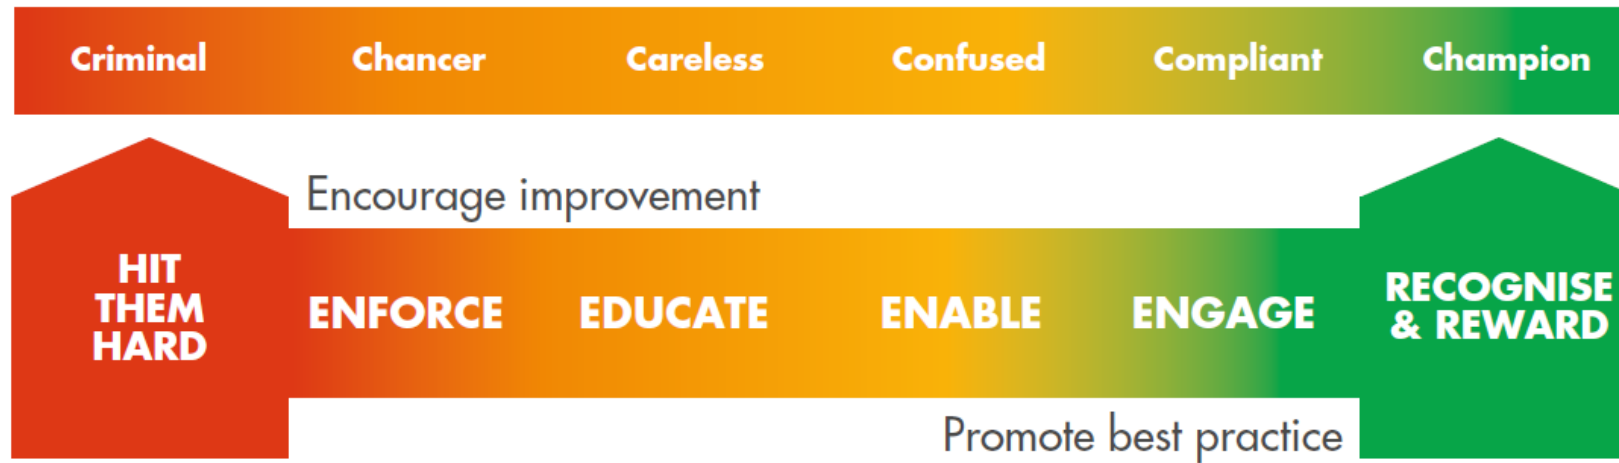 Criminal Chancer Careless Confused Compliant Champion
Encourage improvement
HIT
THEM
HARD
ENFORCE EDUCATE ENABLE ENGAGE
RECOGNISE
& REWARD
Promote best practice